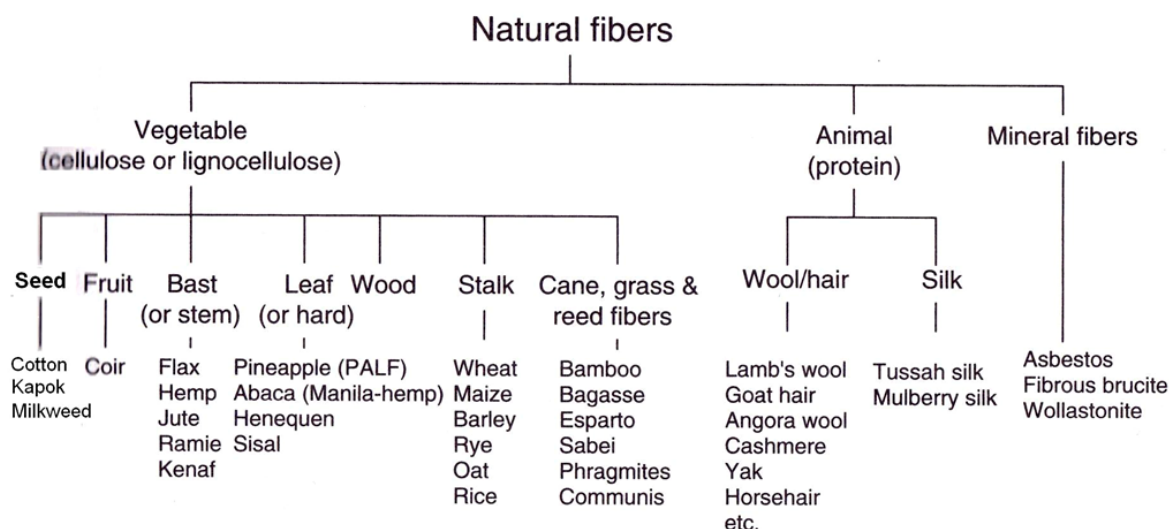 Natural fibers
Vegetable
(cellulose or lignocellulose)
Animal
(protein)
Mineral fibers
Seed
Fruit
Bast
(or stem)
Leaf
(or hard)
Wood
Stalk
Cane, grass &
reed fibers
Wool/hair
Silk
Cotton
Kapok
Milkweed
Coir
Flax
Hemp
Jute
Ramie
Kenaf
Pineapple (PALF)
Abaca (Manila-hemp)
Henequen
Sisal
Wheat
Maize
Barley
Rye
Oat
Rice
Bamboo
Bagasse
Esparto
Sabei
Phragmites
Communis
Lamb's wool
Goat hair
Angora wool
Cashmere
Yak
Horsehair
etc.
Tussah silk
Mulberry silk
Asbestos
Fibrous brucite
Wollastonite